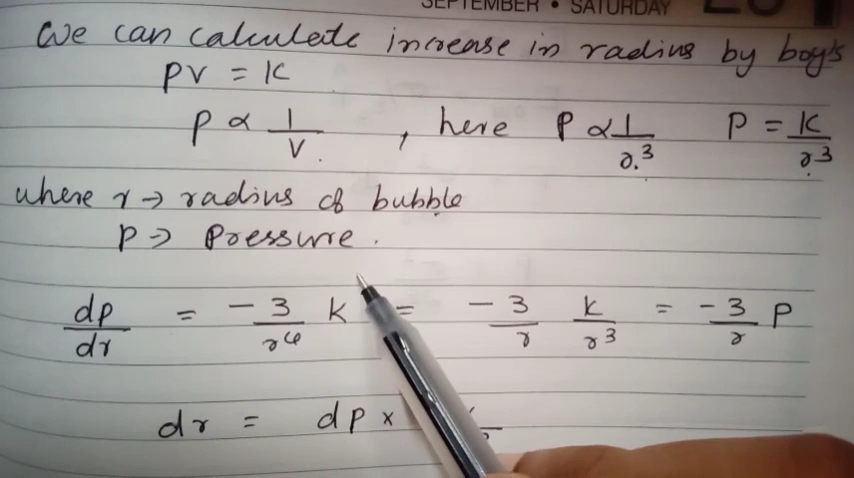 SEPTEMBER • SATURDAY
We can calculate increase in radius by boy's
PV = K
P ∝ 1/V , here P ∝ 1/r³ P = K/r³
where r → radius of bubble
P → Pressure.
dp/dr = -3/r⁴ K = -3/r K/r³ = -3/r P
dr = dp ×